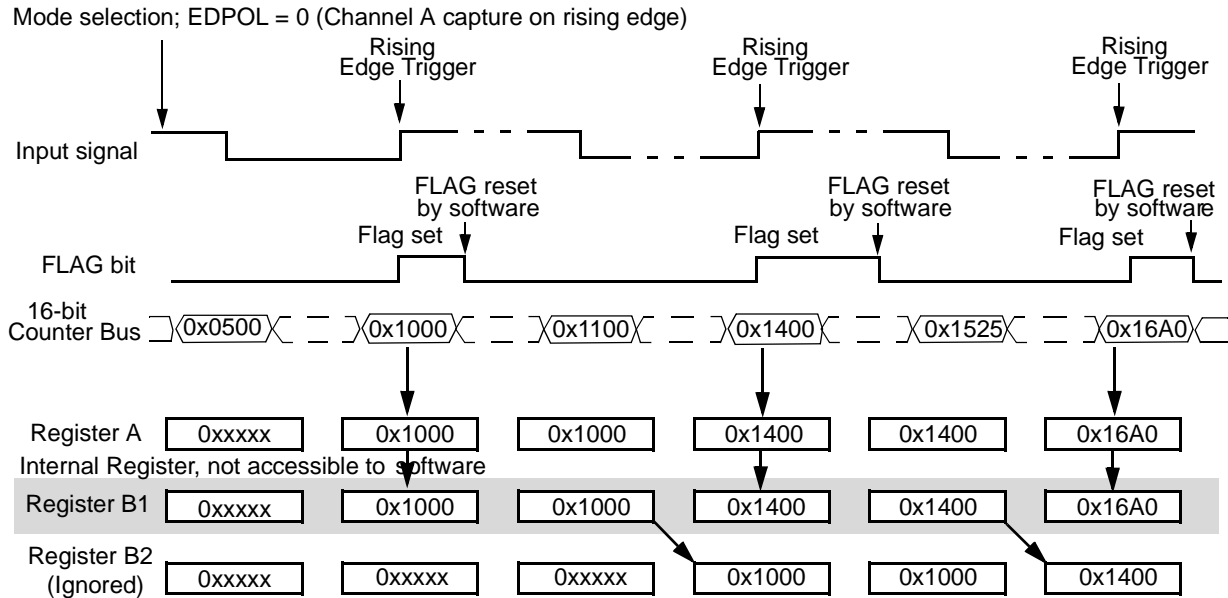 Mode selection; EDPOL = 0 (Channel A capture on rising edge)
Rising
Edge Trigger
Rising
Edge Trigger
Rising
Edge Trigger
Input signal
FLAG reset
by software
FLAG reset
by software
FLAG reset
by software
Flag set
Flag set
Flag set
FLAG bit
16-bit
Counter Bus
0x0500 0x1000 0x1100 0x1400 0x1525 0x16A0
Register A 0xxxxx 0x1000 0x1000 0x1400 0x1400 0x16A0
Internal Register, not accessible to software
Register B1 0xxxxx 0x1000 0x1000 0x1400 0x1400 0x16A0
Register B2
(Ignored) 0xxxxx 0xxxxx 0xxxxx 0x1000 0x1000 0x1400